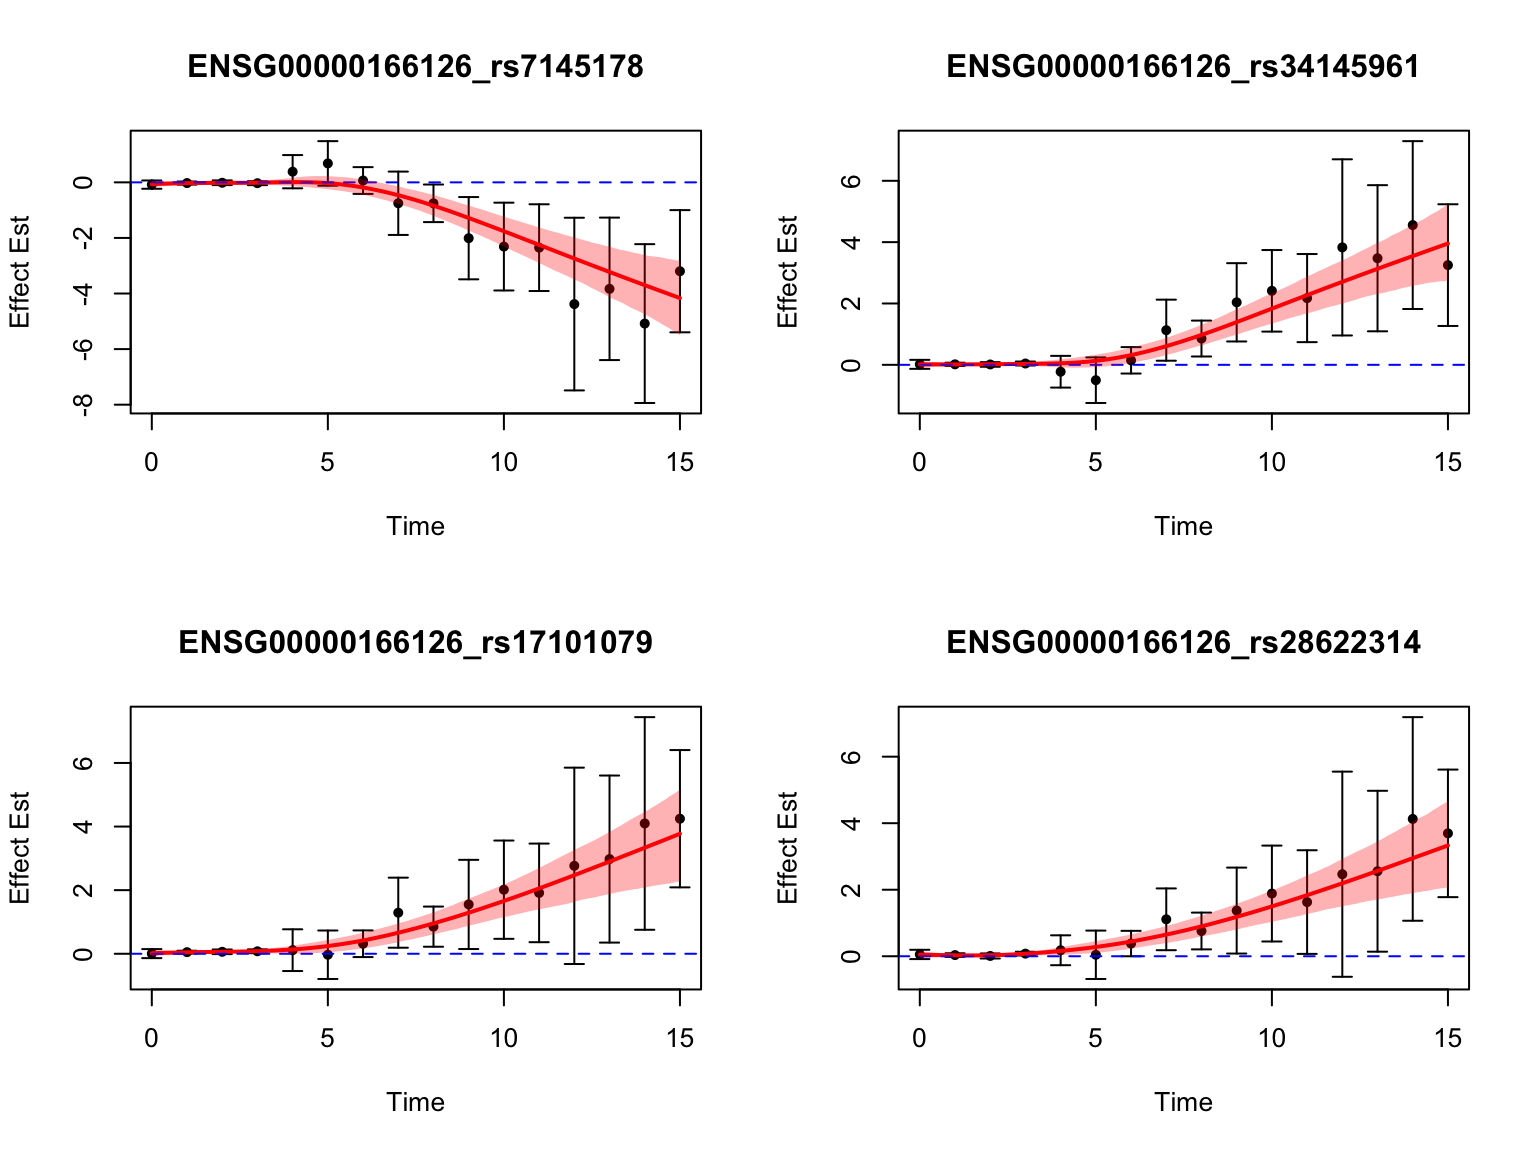 ENSG00000166126_rs7145178
Effect Est
0
-2
-4
-6
-8
0 5 10 15
Time
ENSG00000166126_rs34145961
Effect Est
6
4
2
0
0 5 10 15
Time
ENSG00000166126_rs17101079
Effect Est
6
4
2
0
0 5 10 15
Time
ENSG00000166126_rs28622314
Effect Est
6
4
2
0
0 5 10 15
Time